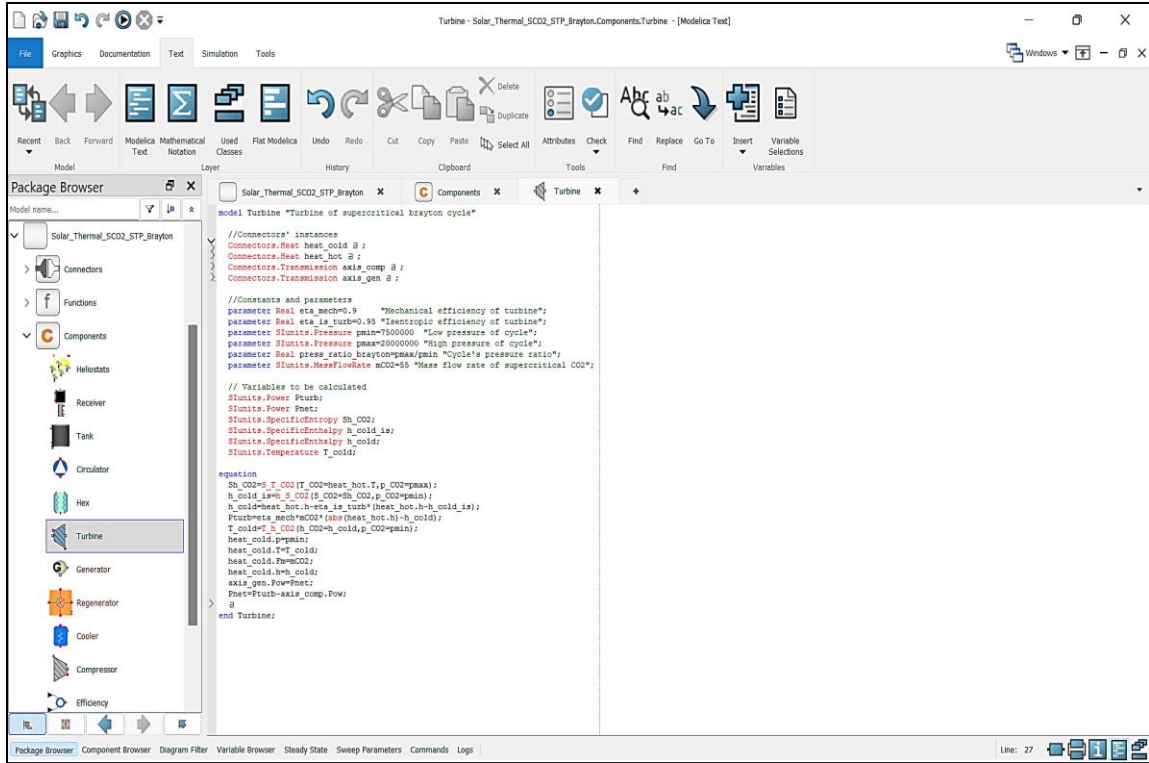 Turbine - Solar_Thermal_SCO2_STP_Brayton.Components.Turbine - [Modelica Text]
File Graphics Documentation Text Simulation Tools Windows
Delete
Duplicate
Select All
Recent Back Forward Modelica Text Mathematical Notation Used Classes Flat Modelica Undo Redo Cut Copy Paste Attributes Check Find Replace Go To Insert Variable Selections
Model Layer History Clipboard Tools Find Variables
Package Browser
Model name...
Solar_Thermal_SCO2_STP_Brayton
Connectors
Functions
C Components
Heliostats
Receiver
Tank
Circulator
Hex
Turbine
G Generator
Regenerator
Cooler
Compressor
Efficiency
Solar_Thermal_SCO2_STP_Brayton C Components Turbine
model Turbine "Turbine of supercritical brayton cycle"
//Connectors' instances
Connectors.Heat heat_cold a ;
Connectors.Heat heat_hot a ;
Connectors.Transmission axis_comp a ;
Connectors.Transmission axis_gen a ;
//Constants and parameters
parameter Real eta_mech=0.9 "Mechanical efficiency of turbine";
parameter Real eta_is_turb=0.95 "Isentropic efficiency of turbine";
parameter SIunits.Pressure pmin=7500000 "Low pressure of cycle";
parameter SIunits.Pressure pmax=20000000 "High pressure of cycle";
parameter Real press_ratio_brayton=pmax/pmin "Cycle's pressure ratio";
parameter SIunits.MassFlowRate mCO2=55 "Mass flow rate of supercritical CO2";
// Variables to be calculated
SIunits.Power Pturb;
SIunits.Power Pnet;
SIunits.SpecificEntropy Sh_CO2;
SIunits.SpecificEnthalpy h_cold_is;
SIunits.SpecificEnthalpy h_cold;
SIunits.Temperature T_cold;
equation
Sh_CO2=S_T_CO2(T_CO2=heat_hot.T,p_CO2=pmax);
h_cold_is=h_S_CO2(S_CO2=Sh_CO2,p_CO2=pmin);
h_cold=heat_hot.h-eta_is_turb*(heat_hot.h-h_cold_is);
Pturb=eta_mech*mCO2*(abs(heat_hot.h)-h_cold);
T_cold=T_h_CO2(h_CO2=h_cold,p_CO2=pmin);
heat_cold.p=pmin;
heat_cold.T=T_cold;
heat_cold.Fm=mCO2;
heat_cold.h=h_cold;
axis_gen.Pow=Pnet;
Pnet=Pturb-axis_comp.Pow;
a
end Turbine;
Package Browser Component Browser Diagram Filter Variable Browser Steady State Sweep Parameters Commands Logs Line: 27